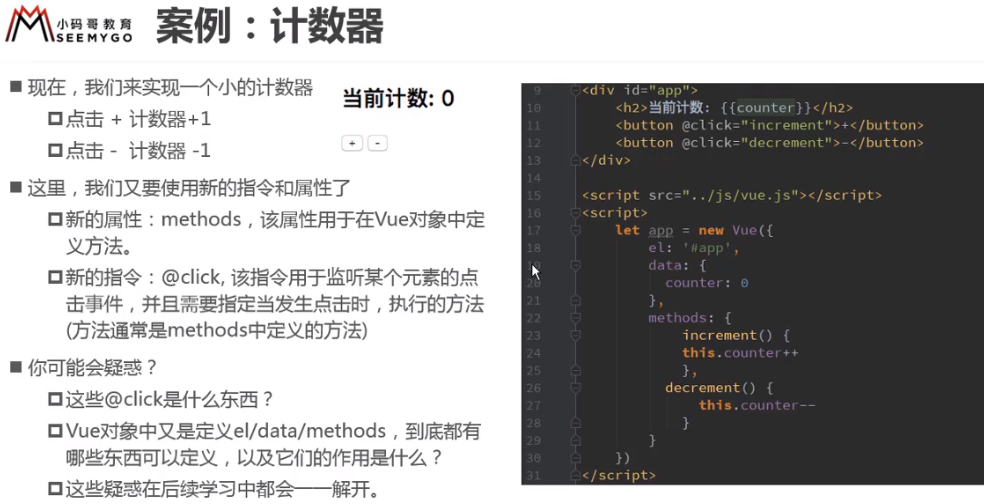 小码哥教育
SEEMYGO
案例：计数器
■ 现在，我们来实现一个小的计数器
点击 + 计数器+1
点击 - 计数器 -1
■ 这里，我们又要使用新的指令和属性了
新的属性：methods，该属性用于在Vue对象中定
义方法。
新的指令：@click, 该指令用于监听某个元素的点
击事件，并且需要指定当发生点击时，执行的方法
(方法通常是methods中定义的方法)
■ 你可能会疑惑？
这些@click是什么东西？
Vue对象中又是定义el/data/methods，到底都有
哪些东西可以定义，以及它们的作用是什么？
这些疑惑在后续学习中都会一一解开。
当前计数: 0
+ -
9 <div id="app">
10 <h2>当前计数: {{counter}}</h2>
11 <button @click="increment">+</button>
12 <button @click="decrement">-</button>
13 </div>
14
15 <script src="../js/vue.js"></script>
16 <script>
17 let app = new Vue({
18 el: '#app',
19 data: {
20 counter: 0
21 },
22 methods: {
23 increment() {
24 this.counter++
25 },
26 decrement() {
27 this.counter--
28 }
29 }
30 })
31 </script>